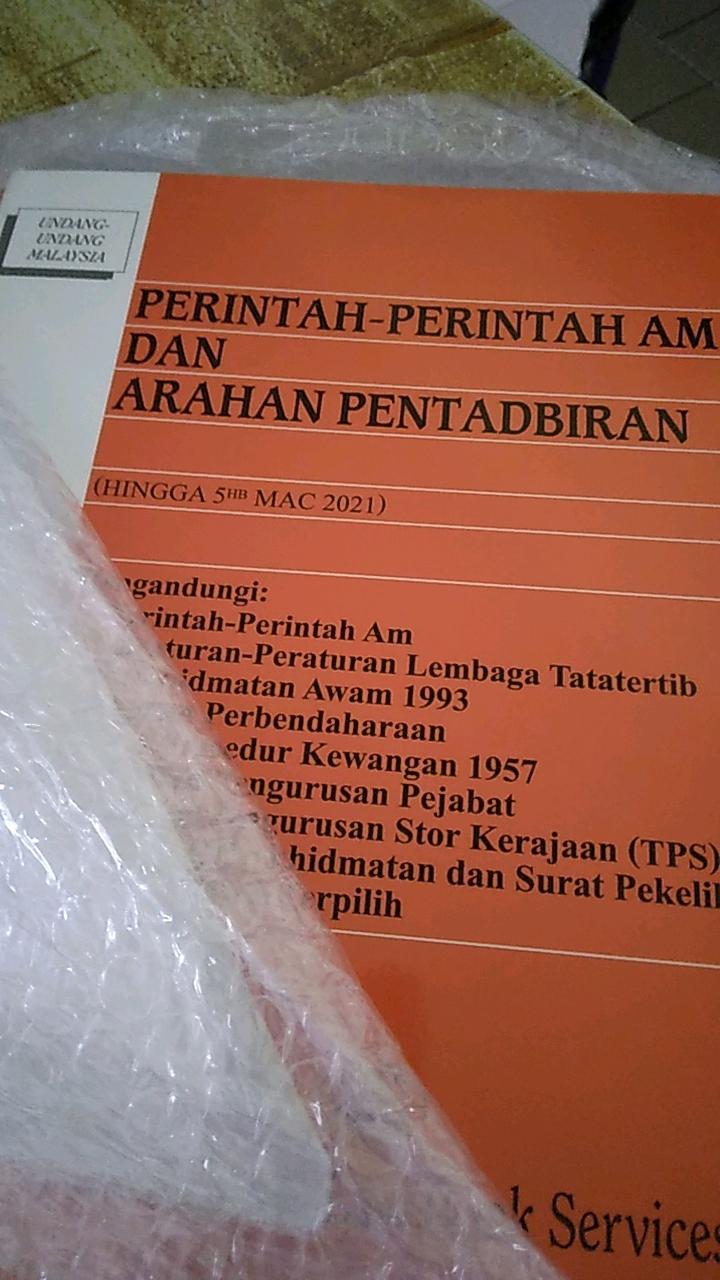 UNDANG-
UNDANG
MALAYSIA
PERINTAH-PERINTAH AM
DAN
ARAHAN PENTADBIRAN
(HINGGA 5HB MAC 2021)
gandungi:
rintah-Perintah Am
turan-Peraturan Lembaga Tatatertib
idmatan Awam 1993
Perbendaharaan
edur Kewangan 1957
ngurusan Pejabat
gurusan Stor Kerajaan (TPS)
hidmatan dan Surat Pekeli
rpilih
k Services